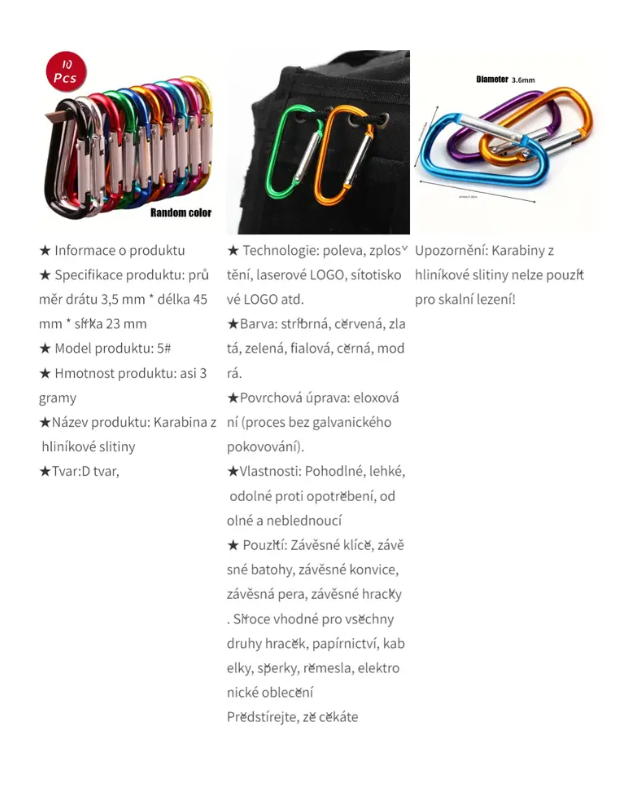 10
Pcs
Random color
Diameter 3.6mm
★ Informace o produktu
★ Specifikace produktu: prů
měr drátu 3,5 mm * délka 45
mm * šířka 23 mm
★ Model produktu: 5#
★ Hmotnost produktu: asi 3
gramy
★Název produktu: Karabina z
hliníkové slitiny
★Tvar:D tvar,
★ Technologie: poleva, zplošˇ
tění, laserové LOGO, sítotisko
vé LOGO atd.
★Barva: stříbrná, červená, zla
tá, zelená, fialová, černá, mod
rá.
★Povrchová úprava: eloxová
ní (proces bez galvanického
pokovování).
★Vlastnosti: Pohodlné, lehké,
odolné proti opotřebení, od
olné a neblednoucí
★ Použití: Závěsné klíče, závě
sné batohy, závěsné konvice,
závěsná pera, závěsné hračky
. Široce vhodné pro všechny
druhy hraček, papírnictví, kab
elky, šperky, řemesla, elektro
nické oblečení
Předstírejte, že čekáte
Upozornění: Karabiny z
hliníkové slitiny nelze použít
pro skalní lezení!